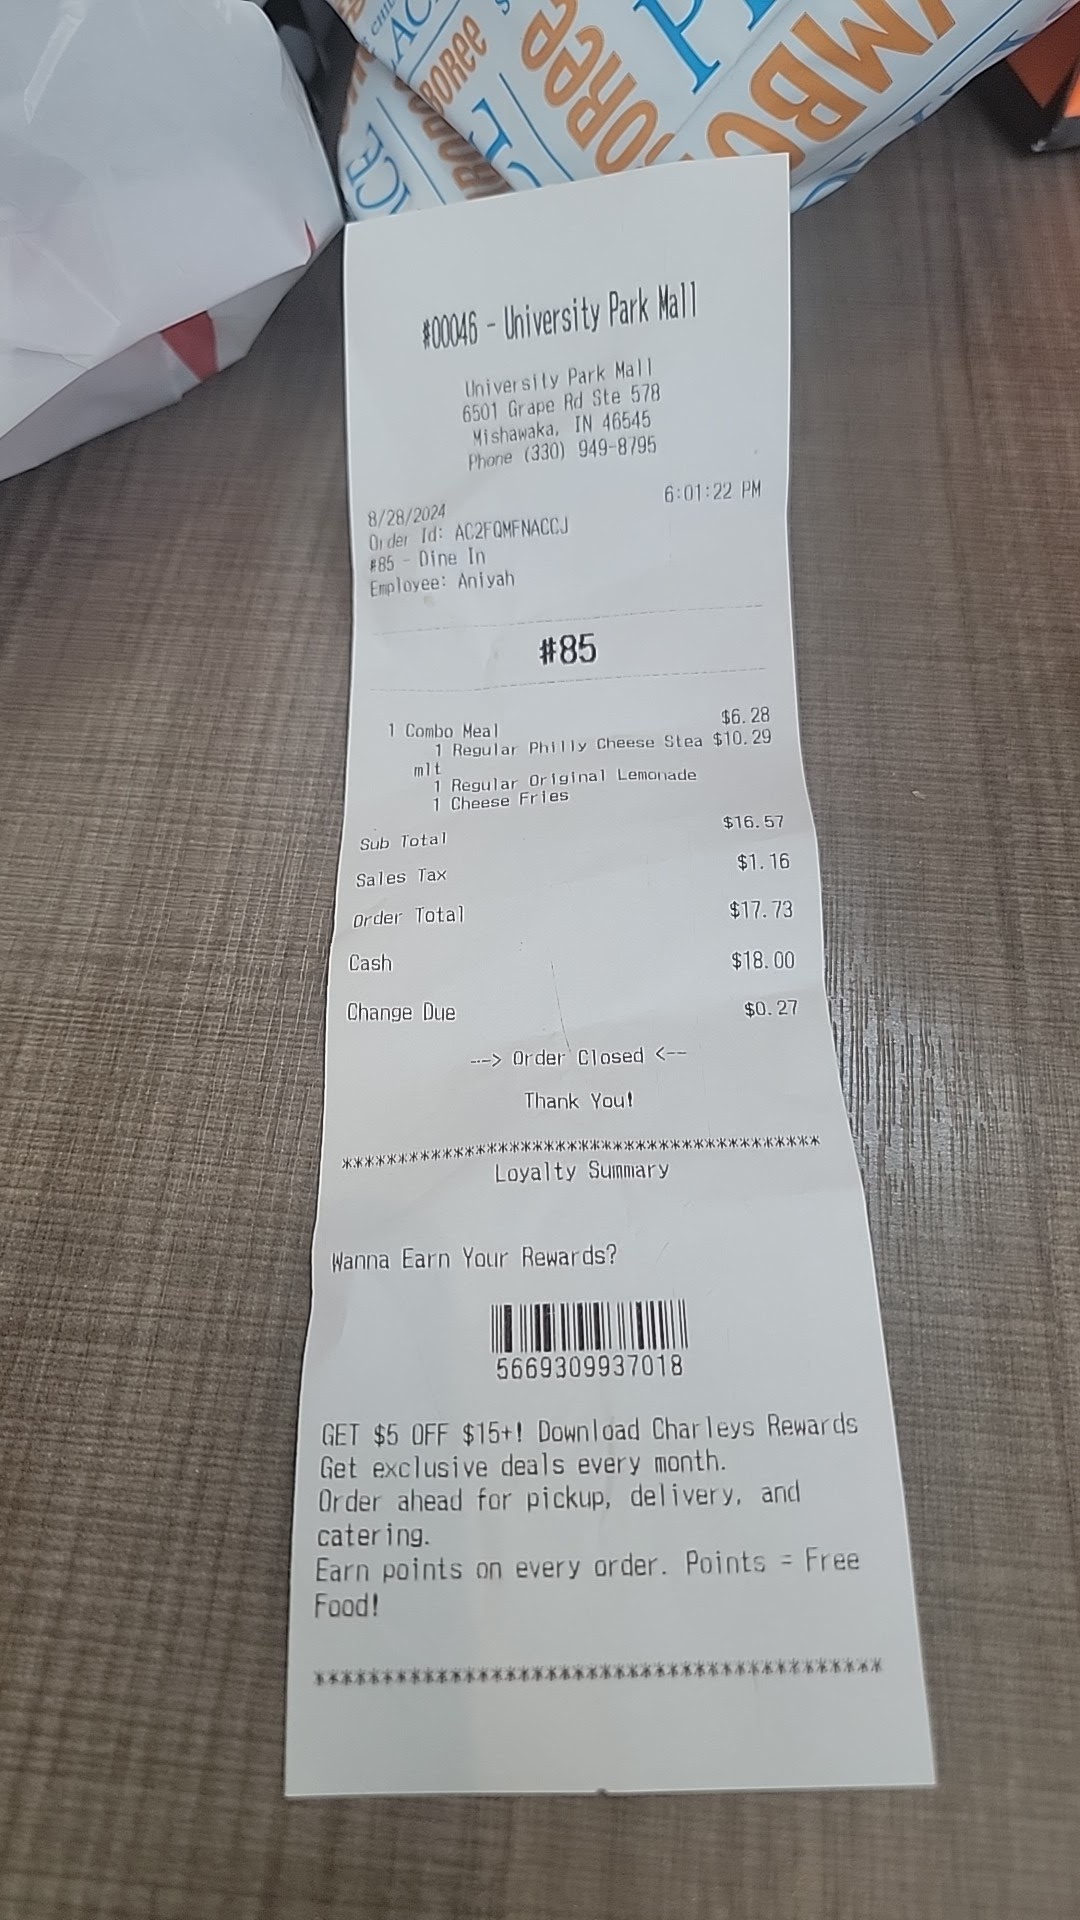 ICE
BOREE
OREE
MBO
#00046 - University Park Mall
University Park Mall
6501 Grape Rd Ste 578
Mishawaka, IN 46545
Phone (330) 949-8795
8/28/2024 6:01:22 PM
Order Id: AC2FQMFNACCJ
#85 - Dine In
Employee: Aniyah
#85
1 Combo Meal $6.28
1 Regular Philly Cheese Stea $10.29
mlt
1 Regular Original Lemonade
1 Cheese Fries
Sub Total $16.57
Sales Tax $1.16
Order Total $17.73
Cash $18.00
Change Due $0.27
---> Order Closed <--
Thank You!
******************************************
Loyalty Summary
Wanna Earn Your Rewards?
5669309937018
GET $5 OFF $15+! Download Charleys Rewards
Get exclusive deals every month.
Order ahead for pickup, delivery, and
catering.
Earn points on every order. Points = Free
Food!
******************************************